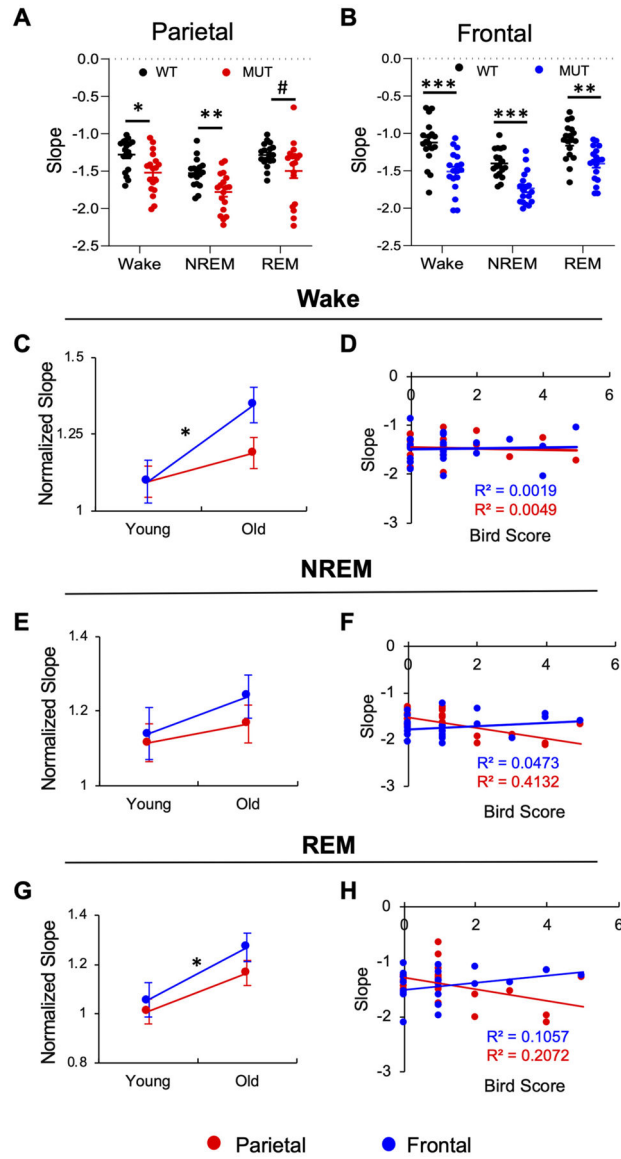 A
Parietal
B
Frontal
0.0
-0.5
-1.0
-1.5
-2.0
-2.5
Slope
WT
MUT
*
**
#
Wake
NREM
REM
0.0
-0.5
-1.0
-1.5
-2.0
-2.5
Slope
WT
MUT
***
***
**
Wake
NREM
REM
Wake
C
1.5
1.25
1
Normalized Slope
*
Young
Old
D
0
-1
-2
-3
Slope
0
2
4
6
R² = 0.0019
R² = 0.0049
Bird Score
NREM
E
1.4
1.2
1
Normalized Slope
Young
Old
F
0
-1
-2
-3
Slope
0
2
4
6
R² = 0.0473
R² = 0.4132
Bird Score
REM
G
1.4
1.2
1
0.8
Normalized Slope
*
Young
Old
H
0
-1
-2
-3
Slope
0
2
4
6
R² = 0.1057
R² = 0.2072
Bird Score
Parietal
Frontal